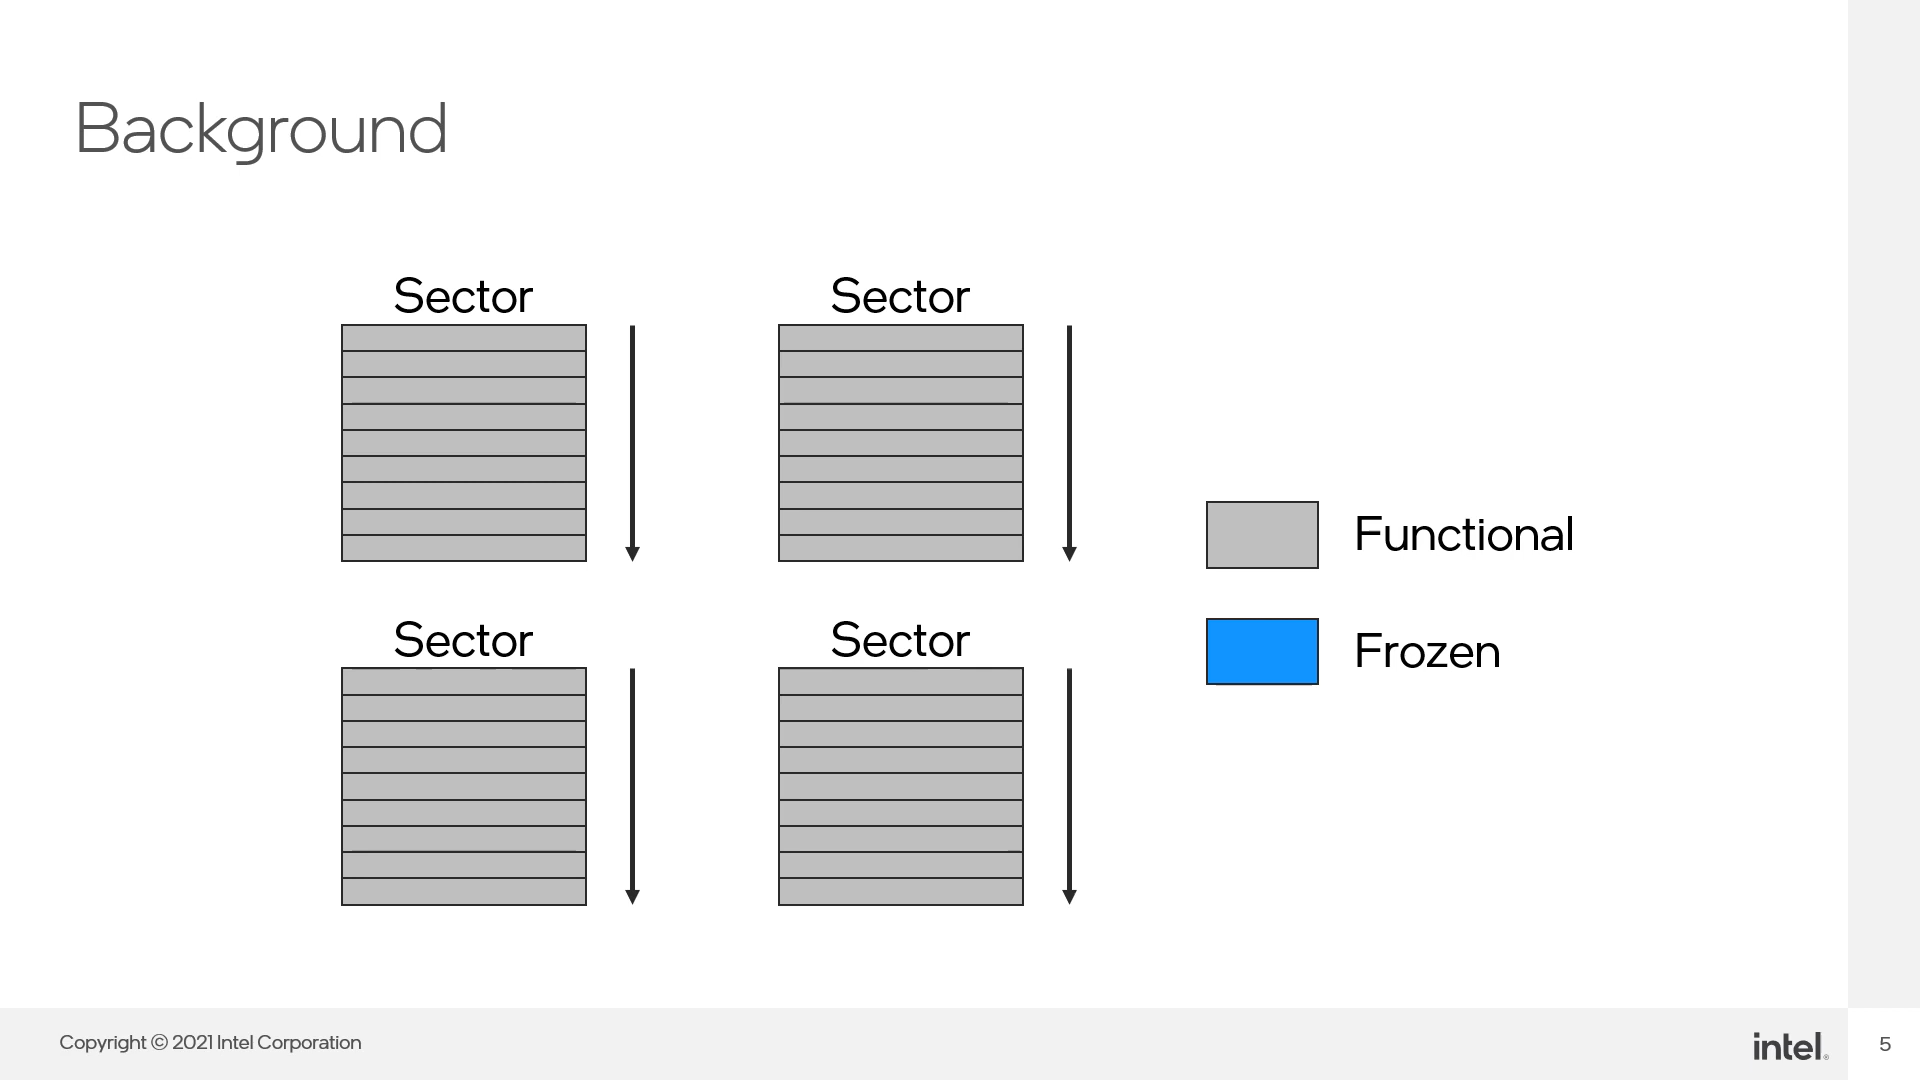 Background
Sector
Sector
Sector
Sector
Functional
Frozen
Copyright © 2021 Intel Corporation
intel®
5